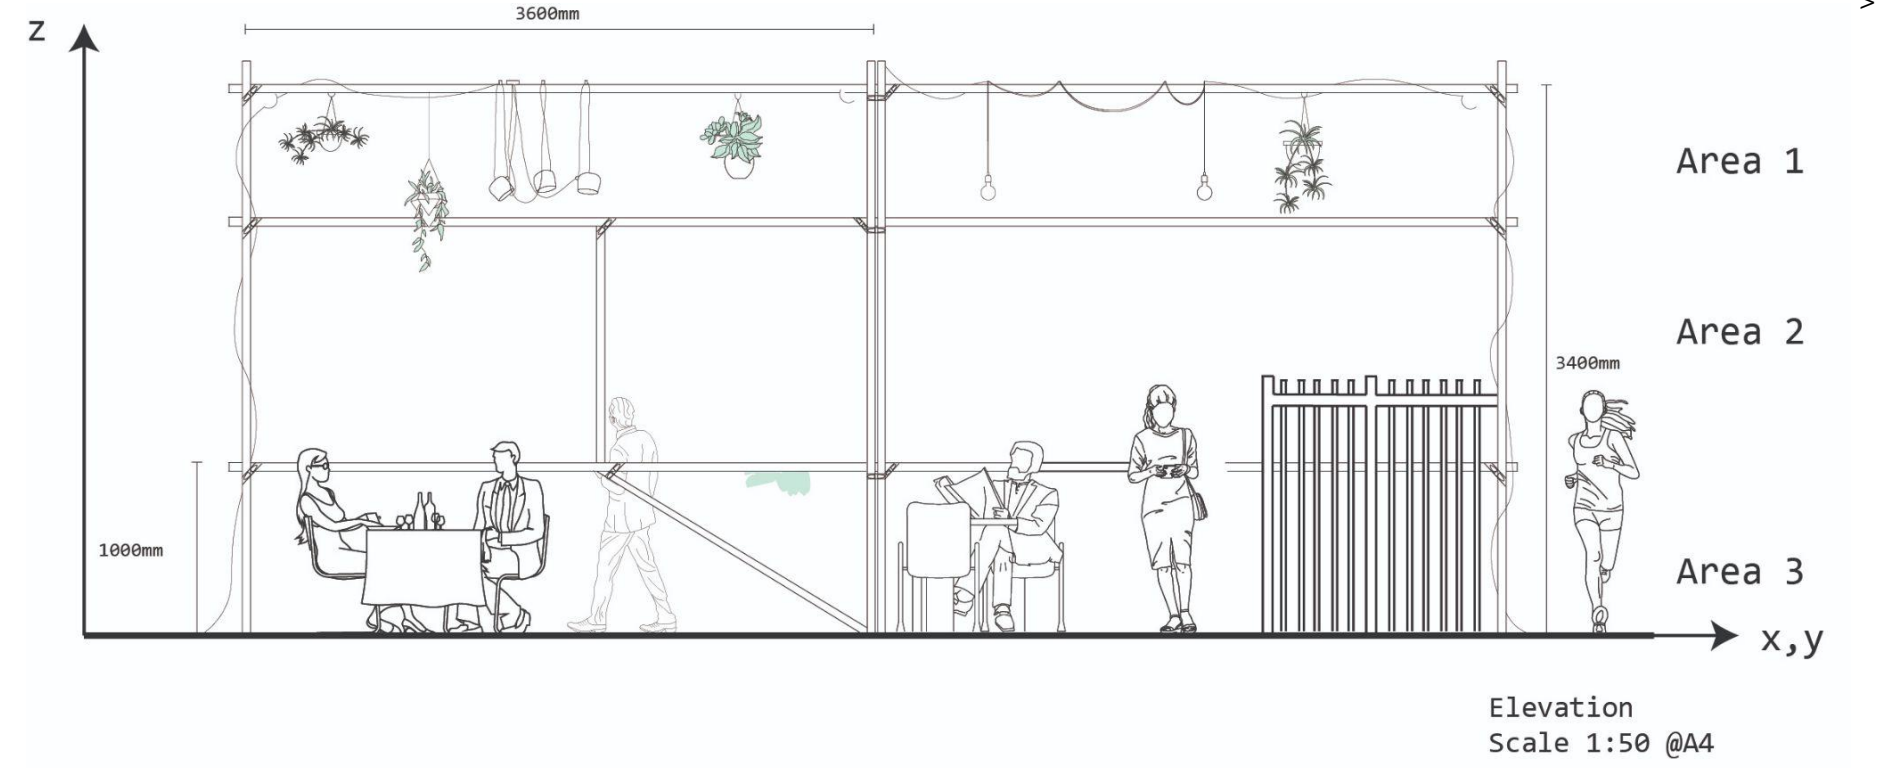 3600mm
z
Area 1
Area 2
3400mm
1000mm
Area 3
x,y
Elevation
Scale 1:50 @A4